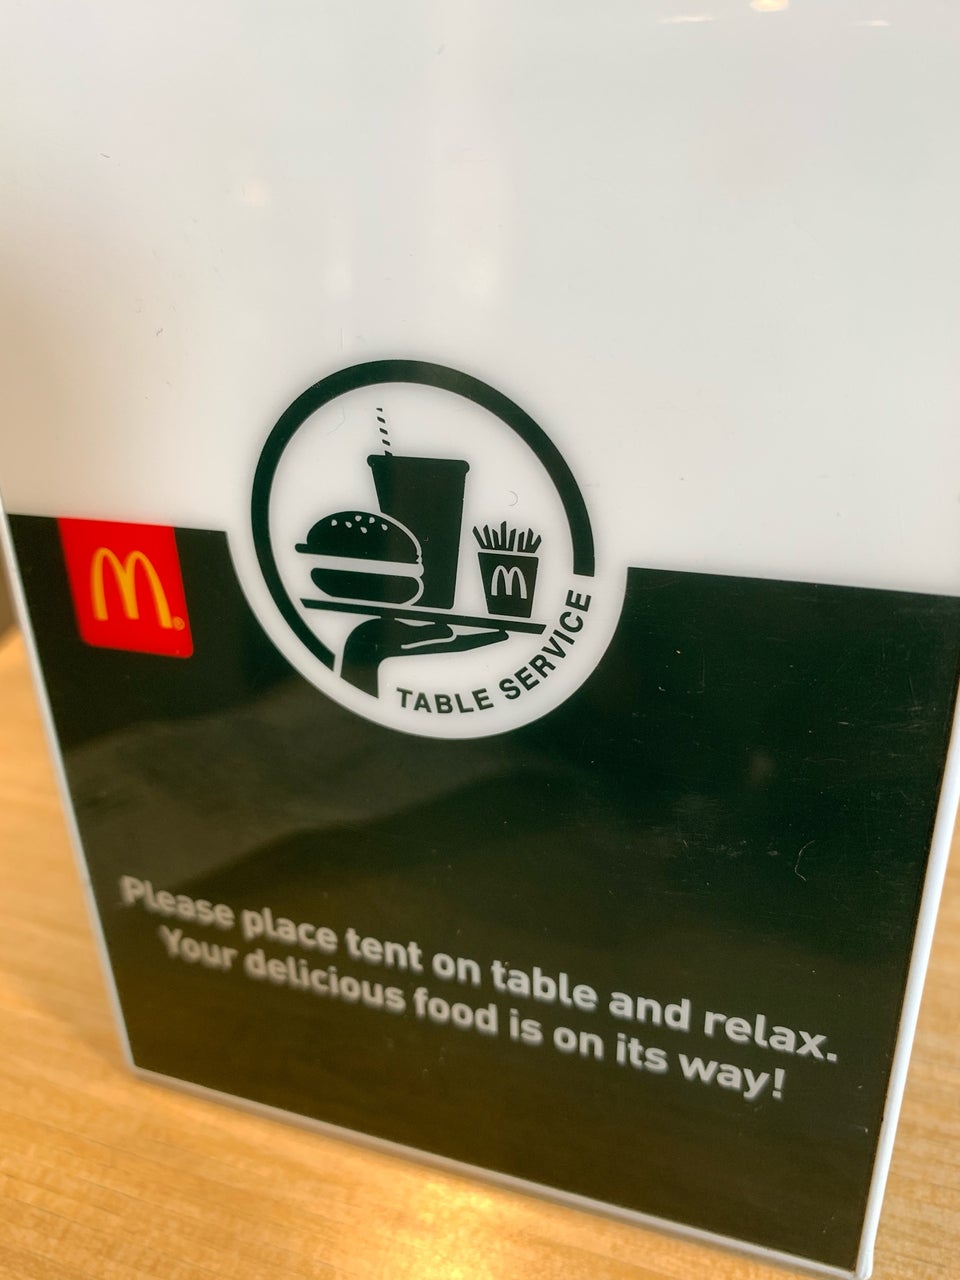 TABLE SERVICE
Please place tent on table and relax.
Your delicious food is on its way!